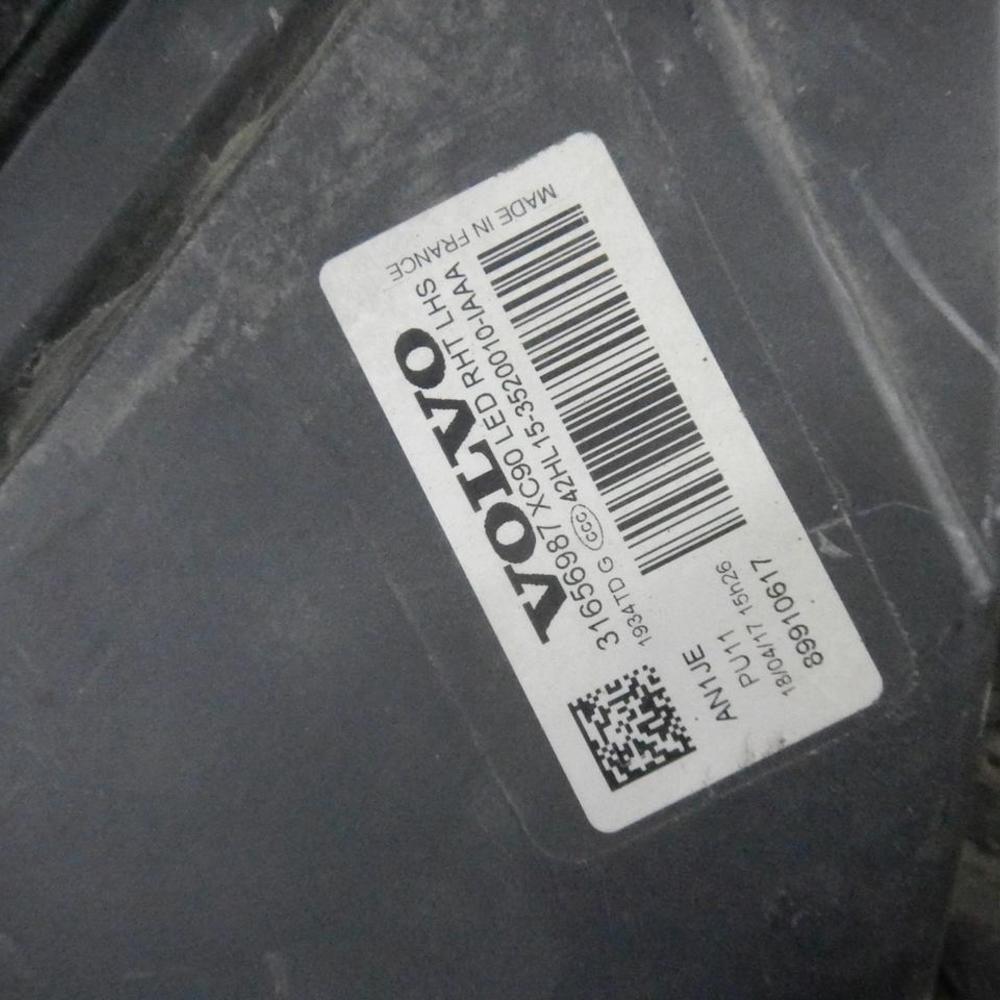 VOLVO
31656987 XC90 LED RHT LHS
1934TD G CCC 42HL15-3520010-IAAA
MADE IN FRANCE
AN1JE
PU11
18/04/17 15h26
89910617